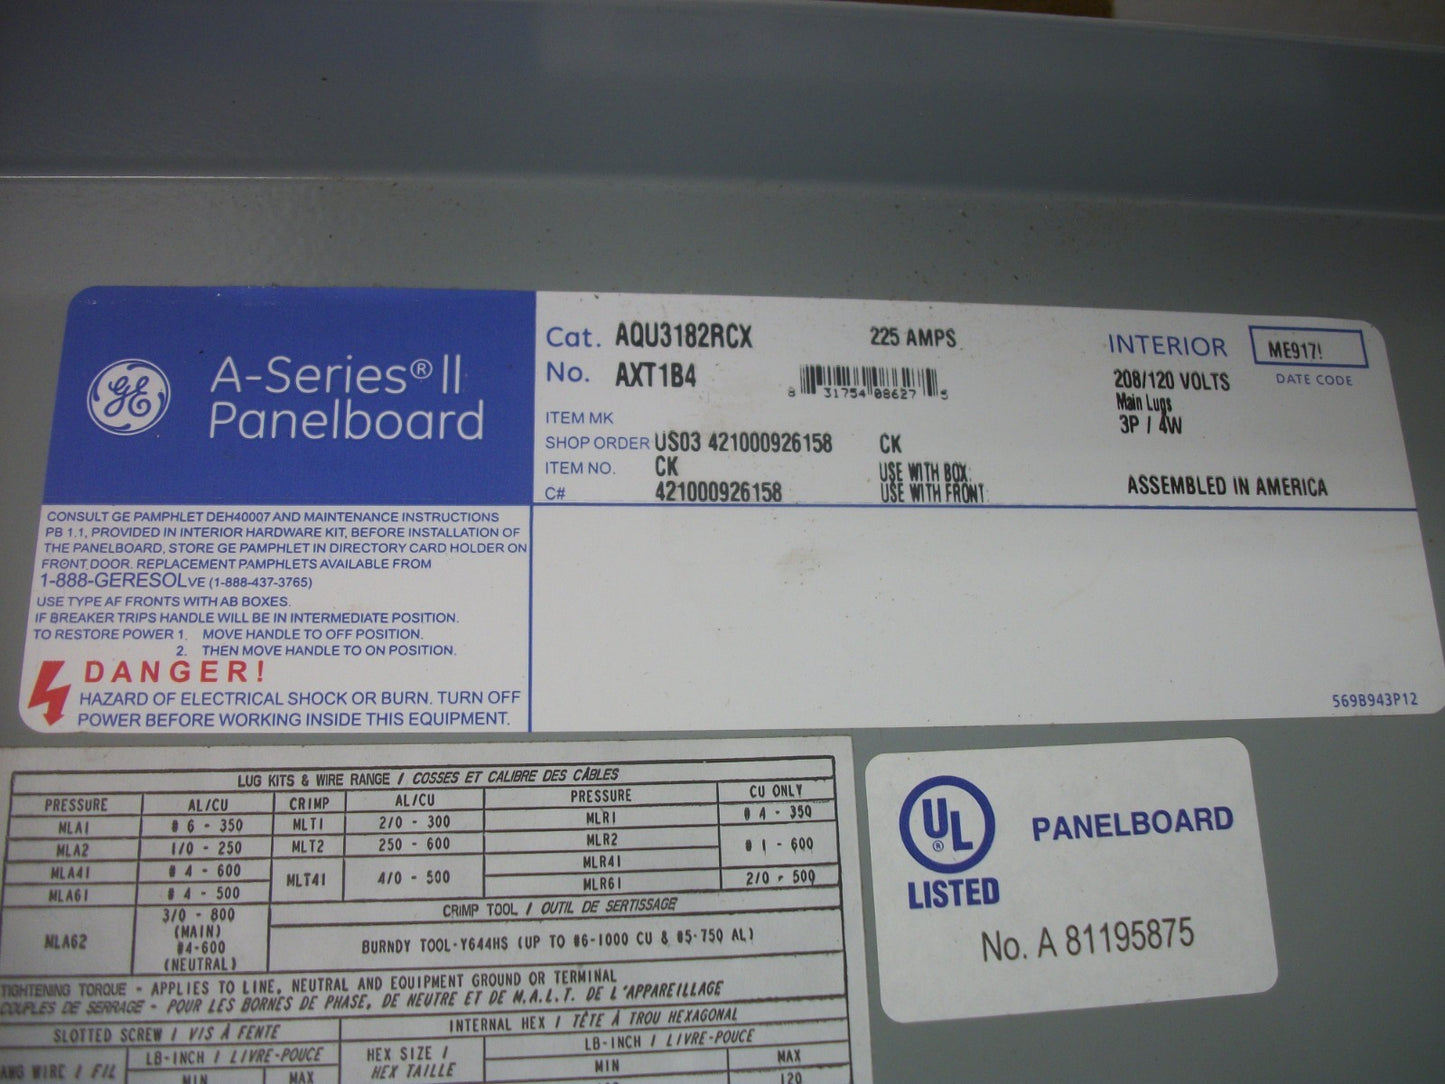 GE
A-Series® II
Panelboard
Cat. AQU3182RCX
No. AXT1B4
225 AMPS
8 31754 08627 5
INTERIOR
208/120 VOLTS
Main Lugs
3P / 4W
ME917!
DATE CODE
ITEM MK
SHOP ORDER US03 421000926158
CK
ITEM NO. CK
USE WITH BOX:
C# 421000926158
USE WITH FRONT:
ASSEMBLED IN AMERICA
CONSULT GE PAMPHLET DEH40007 AND MAINTENANCE INSTRUCTIONS
PB 1.1, PROVIDED IN INTERIOR HARDWARE KIT, BEFORE INSTALLATION OF
THE PANELBOARD, STORE GE PAMPHLET IN DIRECTORY CARD HOLDER ON
FRONT DOOR. REPLACEMENT PAMPHLETS AVAILABLE FROM
1-888-GERESOLVE (1-888-437-3765)
USE TYPE AF FRONTS WITH AB BOXES.
IF BREAKER TRIPS HANDLE WILL BE IN INTERMEDIATE POSITION.
TO RESTORE POWER 1. MOVE HANDLE TO OFF POSITION.
2. THEN MOVE HANDLE TO ON POSITION.
DANGER!
HAZARD OF ELECTRICAL SHOCK OR BURN. TURN OFF
POWER BEFORE WORKING INSIDE THIS EQUIPMENT.
569B943P12
LUG KITS & WIRE RANGE / COSSES ET CALIBRE DES CÂBLES
PRESSURE AL/CU CRIMP AL/CU PRESSURE CU ONLY
MLA1 #6 - 350 MLT1 2/0 - 300 MLR1 #4 - 350
MLA2 1/0 - 250 MLT2 250 - 600 MLR2 #1 - 600
MLA41 #4 - 600 MLT41 4/0 - 500 MLR41
MLA61 #4 - 500 MLR61 2/0 - 500
MLA62 3/0 - 800
(MAIN)
#4-600
(NEUTRAL)
CRIMP TOOL / OUTIL DE SERTISSAGE
BURNDY TOOL-Y644HS (UP TO #6-1000 CU & #5-750 AL)
TIGHTENING TORQUE - APPLIES TO LINE, NEUTRAL AND EQUIPMENT GROUND OR TERMINAL
COUPLES DE SERRAGE - POUR LES BORNES DE PHASE, DE NEUTRE ET DE M.A.L.T. DE L'APPAREILLAGE
SLOTTED SCREW / VIS À FENTE
INTERNAL HEX / TÊTE À TROU HEXAGONAL
AWG WIRE / FIL
LB-INCH / LIVRE-POUCE
HEX SIZE /
HEX TAILLE
LB-INCH / LIVRE-POUCE
MIN MAX MIN MAX
120
UL
®
LISTED
PANELBOARD
No. A 81195875